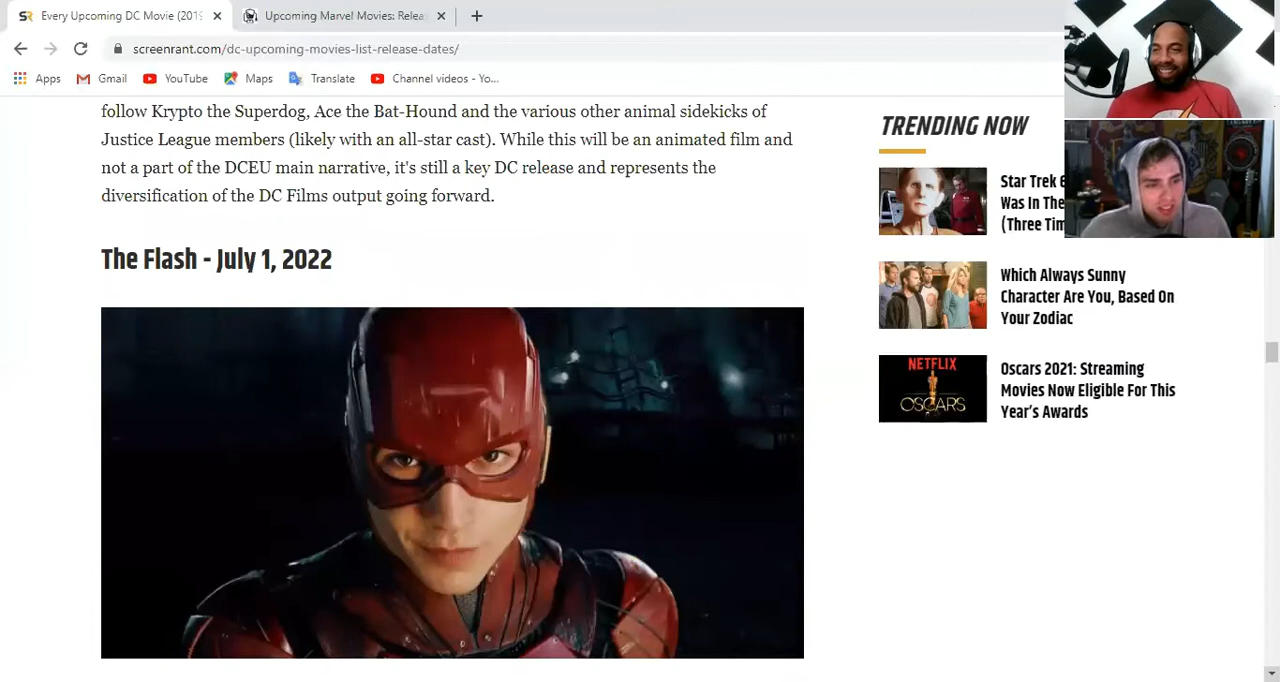 Every Upcoming DC Movie (201
Upcoming Marvel Movies: Relea
screenrant.com/dc-upcoming-movies-list-release-dates/
Apps Gmail YouTube Maps Translate Channel videos - Yo...
follow Krypto the Superdog, Ace the Bat-Hound and the various other animal sidekicks of
Justice League members (likely with an all-star cast). While this will be an animated film and
not a part of the DCEU main narrative, it's still a key DC release and represents the
diversification of the DC Films output going forward.
The Flash - July 1, 2022
TRENDING NOW
Star Trek
Was In The
(Three Tim
Which Always Sunny
Character Are You, Based On
Your Zodiac
NETFLIX
OSCARS
Oscars 2021: Streaming
Movies Now Eligible For This
Year's Awards